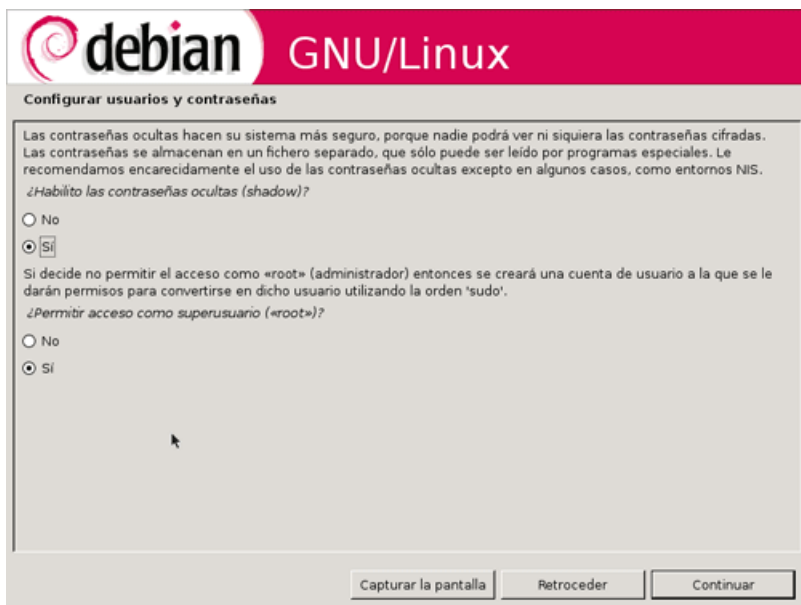 debian GNU/Linux
Configurar usuarios y contraseñas
Las contraseñas ocultas hacen su sistema más seguro, porque nadie podrá ver ni siquiera las contraseñas cifradas.
Las contraseñas se almacenan en un fichero separado, que sólo puede ser leído por programas especiales. Le
recomendamos encarecidamente el uso de las contraseñas ocultas excepto en algunos casos, como entornos NIS.
¿Habilito las contraseñas ocultas (shadow)?
No
Sí
Si decide no permitir el acceso como «root» (administrador) entonces se creará una cuenta de usuario a la que se le
darán permisos para convertirse en dicho usuario utilizando la orden 'sudo'.
¿Permitir acceso como superusuario («root»)?
No
Sí
Capturar la pantalla
Retroceder
Continuar